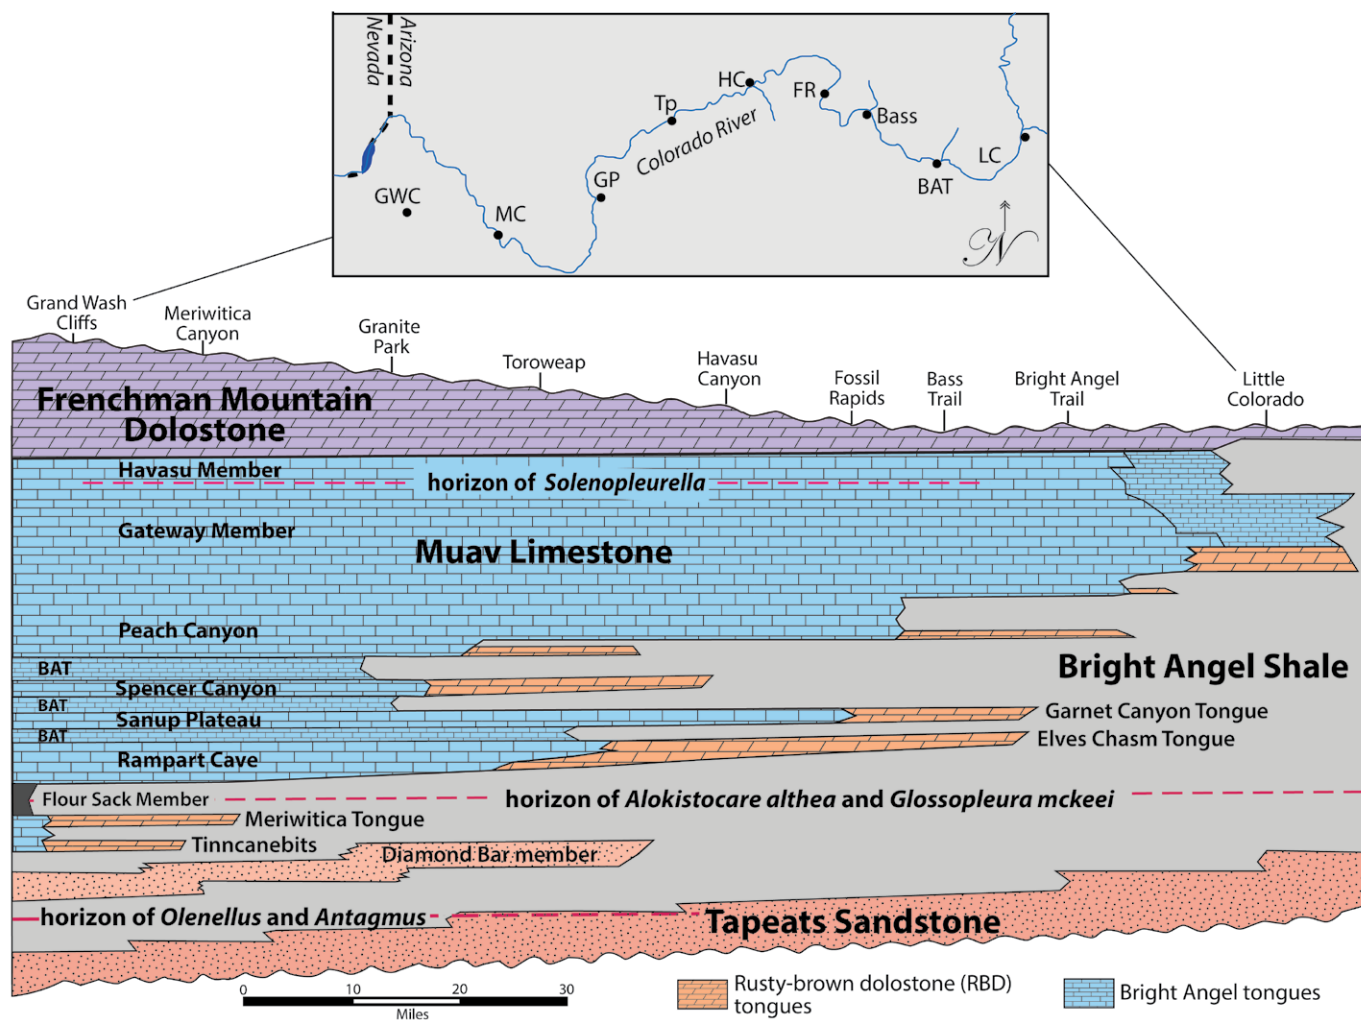 Arizona
Nevada
HC
FR
Tp
Bass
Colorado River
LC
BAT
GP
GWC
MC
N
Grand Wash
Cliffs
Meriwitica
Canyon
Granite
Park
Toroweap
Havasu
Canyon
Fossil
Rapids
Bass
Trail
Bright Angel
Trail
Little
Colorado
Frenchman Mountain
Dolostone
Havasu Member
horizon of Solenopleurella
Gateway Member
Muav Limestone
Peach Canyon
BAT
Bright Angel Shale
Spencer Canyon
BAT
Sanup Plateau
Garnet Canyon Tongue
BAT
Elves Chasm Tongue
Rampart Cave
Flour Sack Member
horizon of Alokistocare althea and Glossopleura mckeei
Meriwitica Tongue
Tinncanebits
Diamond Bar member
horizon of Olenellus and Antagmus
Tapeats Sandstone
0 10 20 30
Miles
Rusty-brown dolostone (RBD)
tongues
Bright Angel tongues